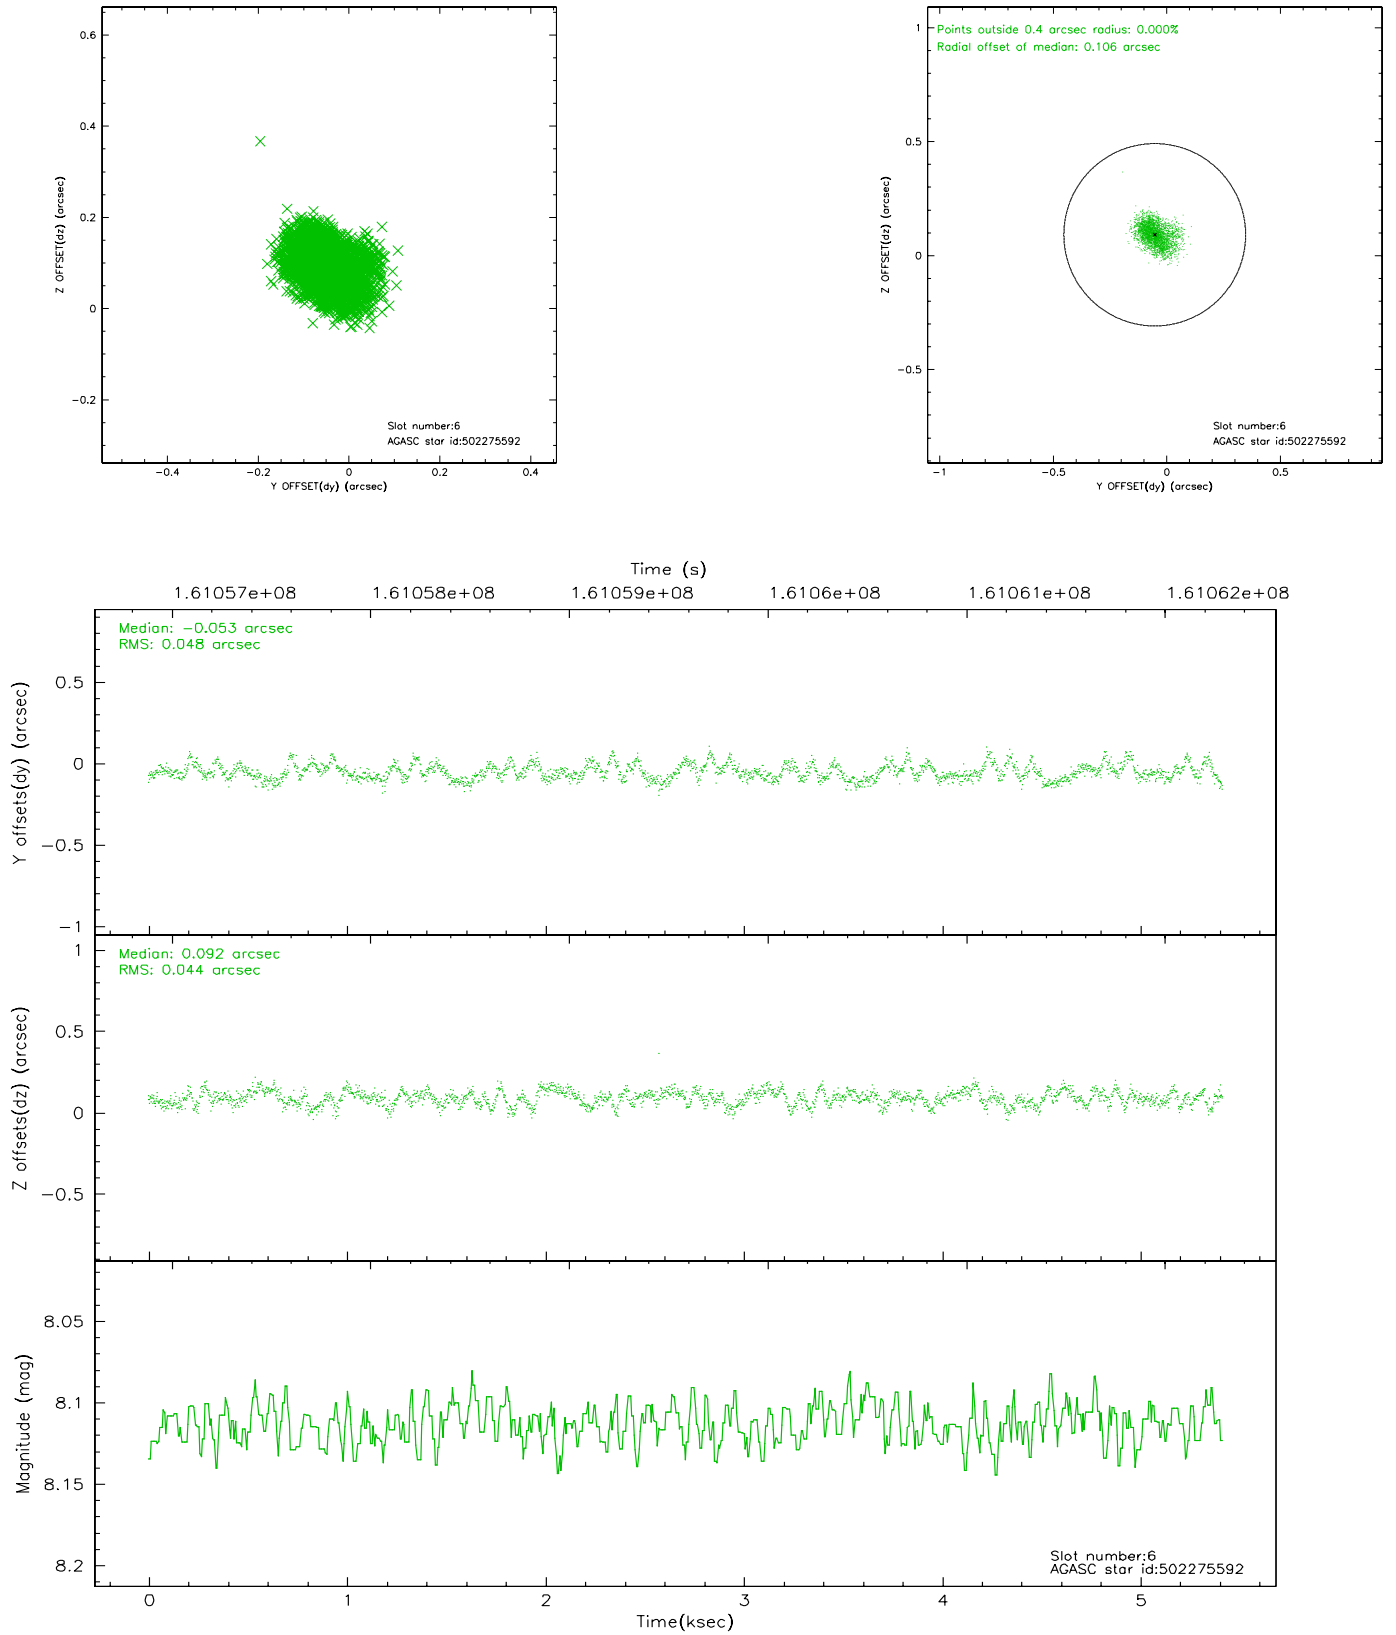 0.6
0.4
0.2
0
−0.2
Z OFFSET(dz) (arcsec)
Slot number:6
AGASC star id:502275592
−0.4 −0.2 0 0.2 0.4
Y OFFSET(dy) (arcsec)
Points outside 0.4 arcsec radius: 0.000%
Radial offset of median: 0.106 arcsec
1
0.5
0
−0.5
Z OFFSET(dz) (arcsec)
Slot number:6
AGASC star id:502275592
−1 −0.5 0 0.5
Y OFFSET(dy) (arcsec)
Time (s)
1.61057e+08 1.61058e+08 1.61059e+08 1.6106e+08 1.61061e+08 1.61062e+08
Median: −0.053 arcsec
RMS: 0.048 arcsec
0.5
0
−0.5
−1
Y offsets(dy) (arcsec)
Median: 0.092 arcsec
RMS: 0.044 arcsec
1
0.5
0
−0.5
Z offsets(dz) (arcsec)
8.05
8.1
8.15
8.2
Magnitude (mag)
Slot number:6
AGASC star id:502275592
0 1 2 3 4 5
Time(ksec)